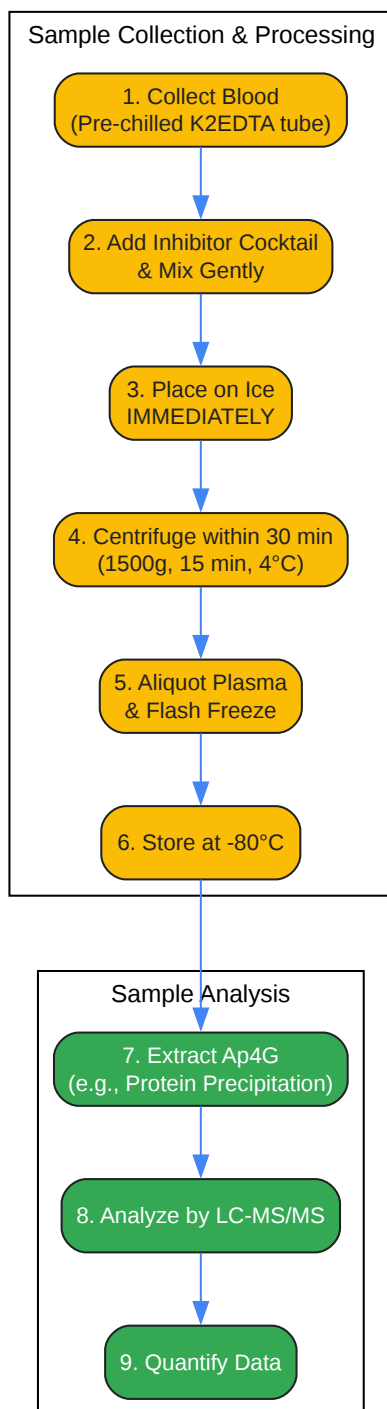 Sample Collection & Processing
1. Collect Blood
(Pre-chilled K2EDTA tube)
2. Add Inhibitor Cocktail
& Mix Gently
3. Place on Ice
IMMEDIATELY
4. Centrifuge within 30 min
(1500g, 15 min, 4°C)
5. Aliquot Plasma
& Flash Freeze
6. Store at -80°C
Sample Analysis
7. Extract Ap4G
(e.g., Protein Precipitation)
8. Analyze by LC-MS/MS
9. Quantify Data